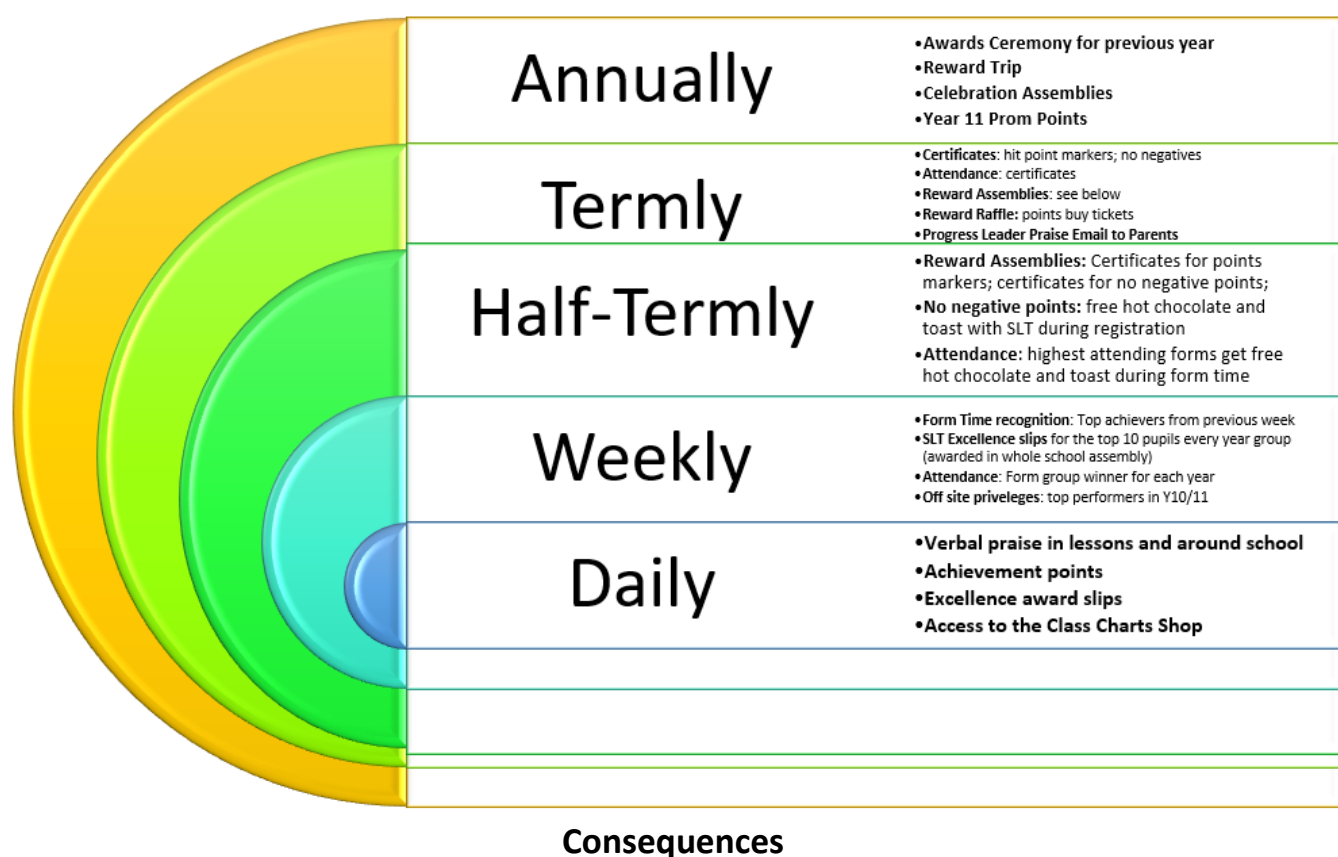 Annually
•Awards Ceremony for previous year
•Reward Trip
•Celebration Assemblies
•Year 11 Prom Points
Termly
•Certificates: hit point markers; no negatives
•Attendance: certificates
•Reward Assemblies: see below
•Reward Raffle: points buy tickets
•Progress Leader Praise Email to Parents
Half-Termly
•Reward Assemblies: Certificates for points
markers; certificates for no negative points;
•No negative points: free hot chocolate and
toast with SLT during registration
•Attendance: highest attending forms get free
hot chocolate and toast during form time
Weekly
•Form Time recognition: Top achievers from previous week
•SLT Excellence slips for the top 10 pupils every year group
(awarded in whole school assembly)
•Attendance: Form group winner for each year
•Off site priveleges: top performers in Y10/11
Daily
•Verbal praise in lessons and around school
•Achievement points
•Excellence award slips
•Access to the Class Charts Shop
Consequences